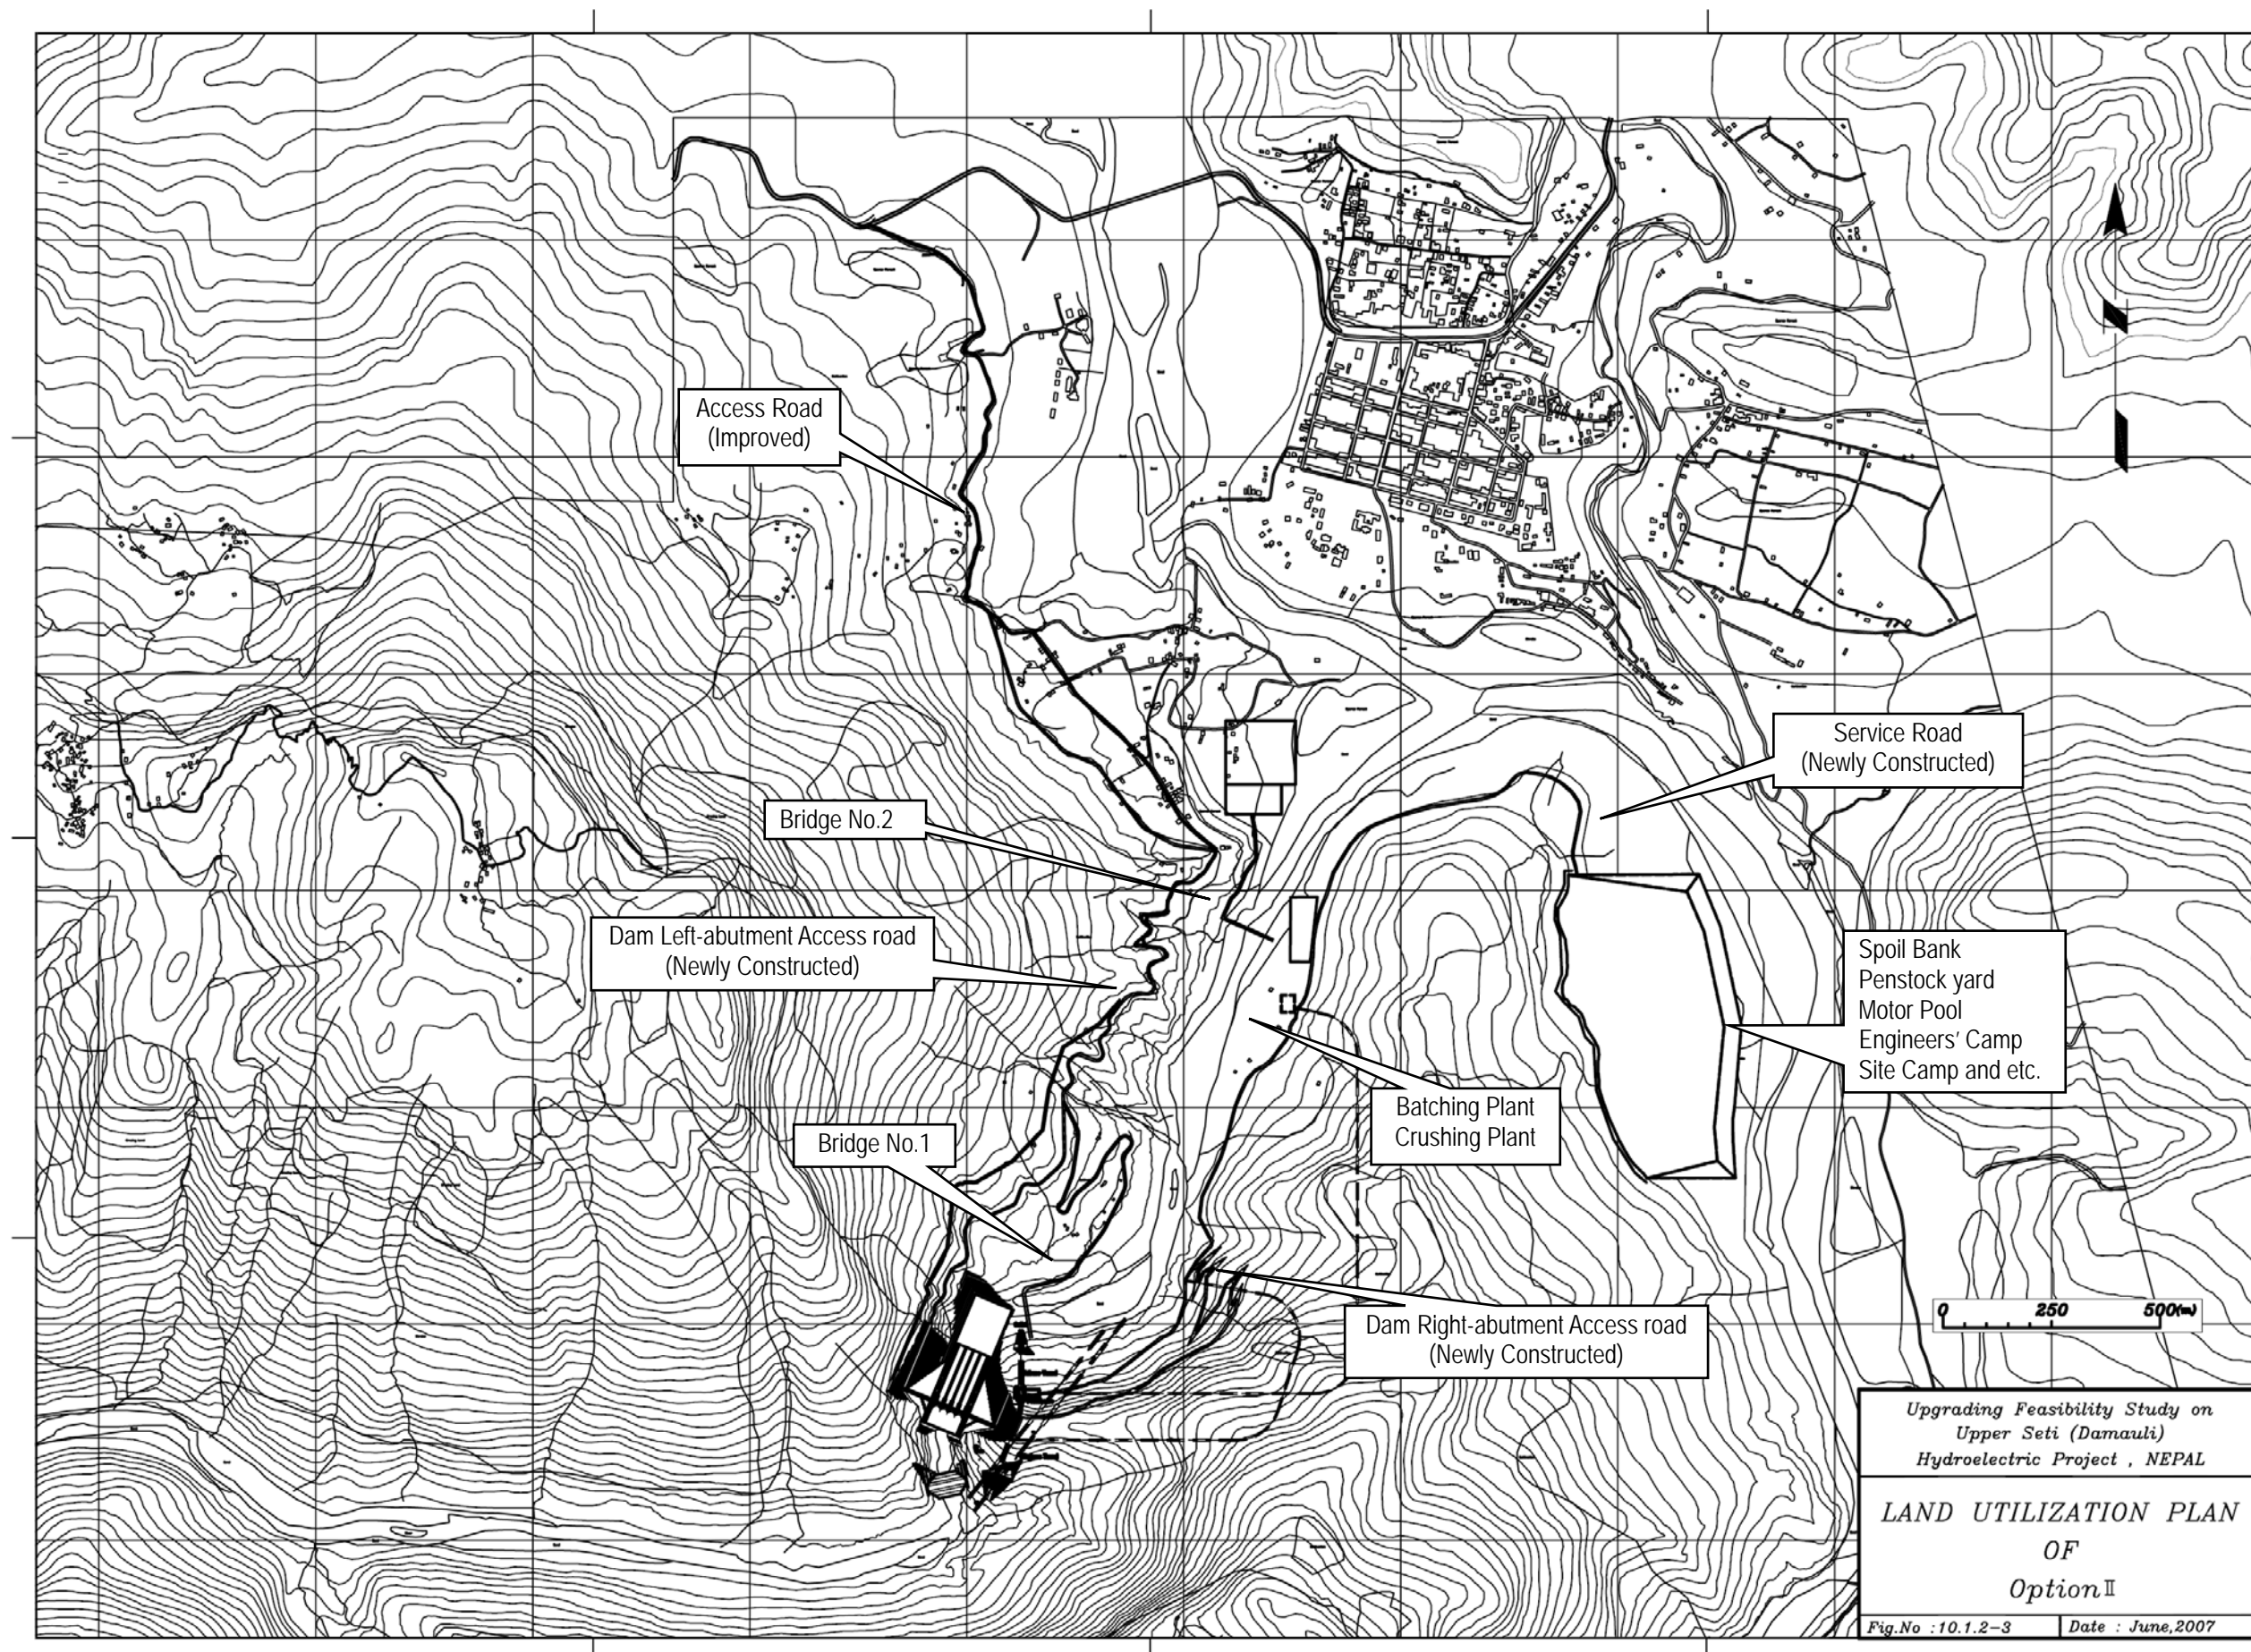 Access Road
(Improved)
Service Road
(Newly Constructed)
Bridge No.2
Dam Left-abutment Access road
(Newly Constructed)
Spoil Bank
Penstock yard
Motor Pool
Engineers' Camp
Site Camp and etc.
Batching Plant
Crushing Plant
Bridge No.1
Dam Right-abutment Access road
(Newly Constructed)
0 250 500(m)
Upgrading Feasibility Study on
Upper Seti (Damauli)
Hydroelectric Project , NEPAL
LAND UTILIZATION PLAN
OF
Option Ⅱ
Fig.No :10.1.2-3 Date : June,2007